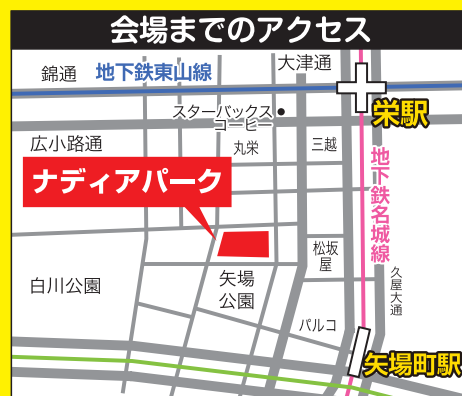 会場までのアクセス
大津通
錦通
地下鉄東山線
スターバックス
コーヒー
栄駅
広小路通
丸栄
三越
地下鉄名城線
ナディアパーク
松坂
屋
久屋大通
白川公園
矢場
公園
パルコ
矢場町駅